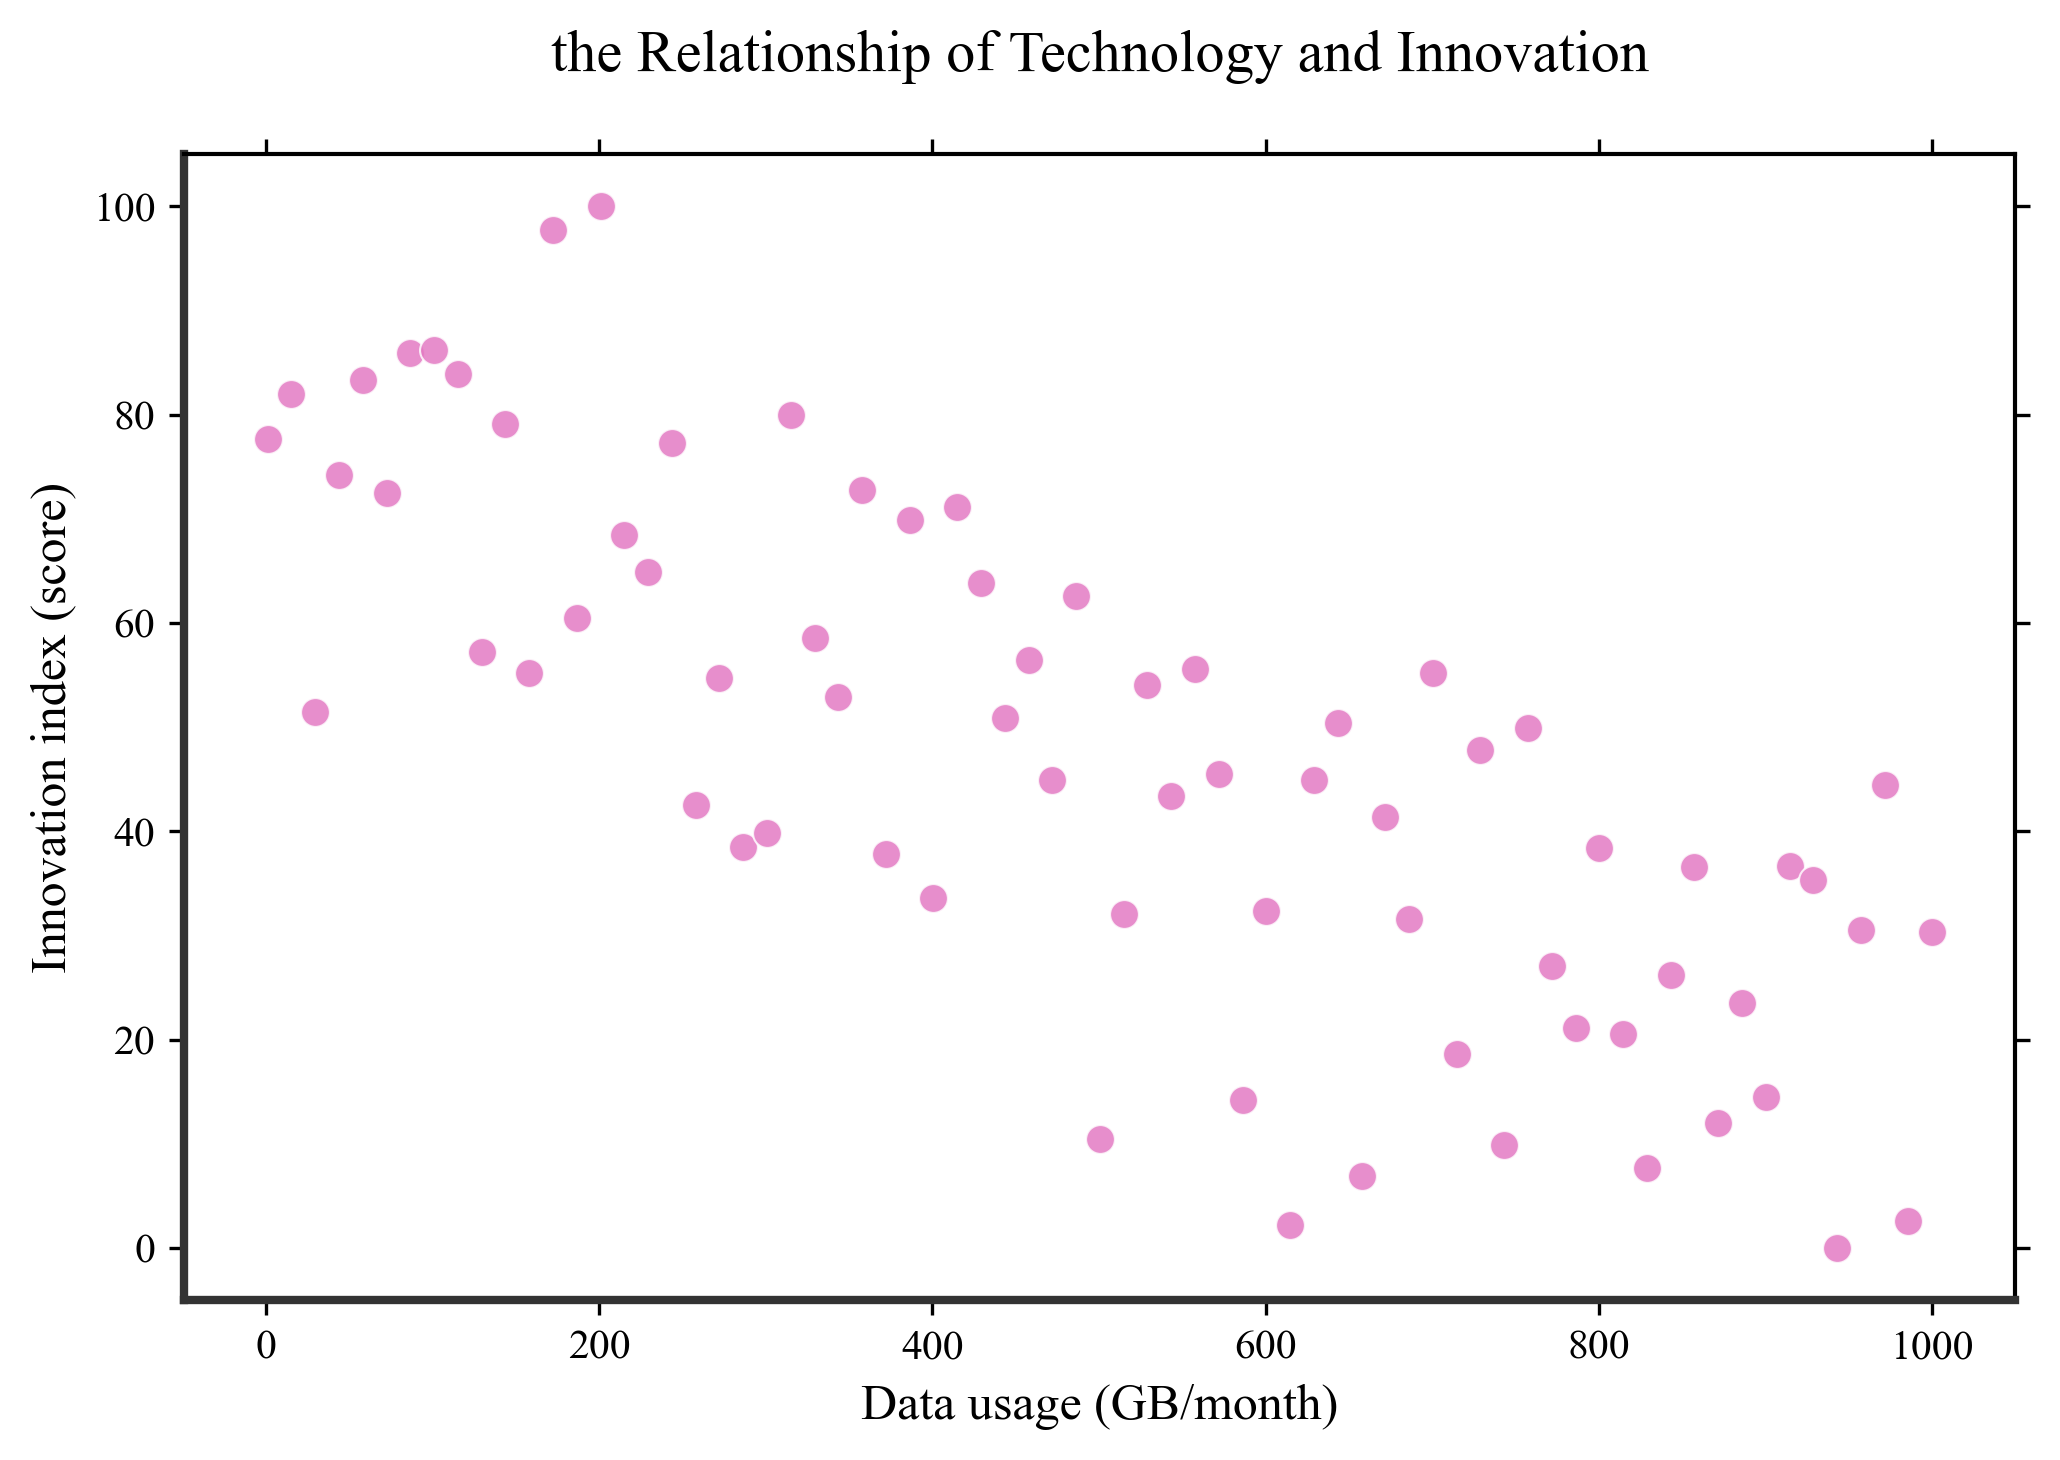 the Relationship of Technology and Innovation
Innovation index (score)
100
80
60
40
20
0
0 200 400 600 800 1000
Data usage (GB/month)